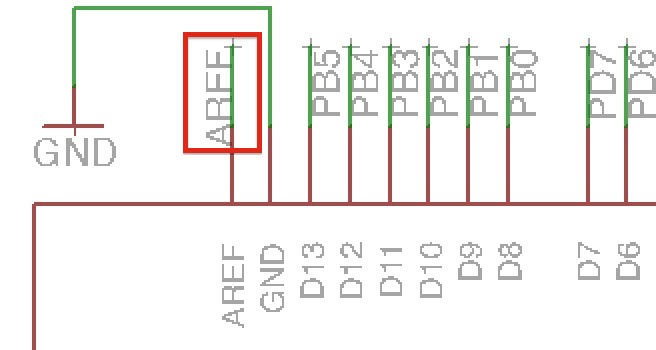 AREF
PB5
PB4
PB3
PB2
PB1
PB0
PD7
PD6
GND
AREF
GND
D13
D12
D11
D10
D9
D8
D7
D6